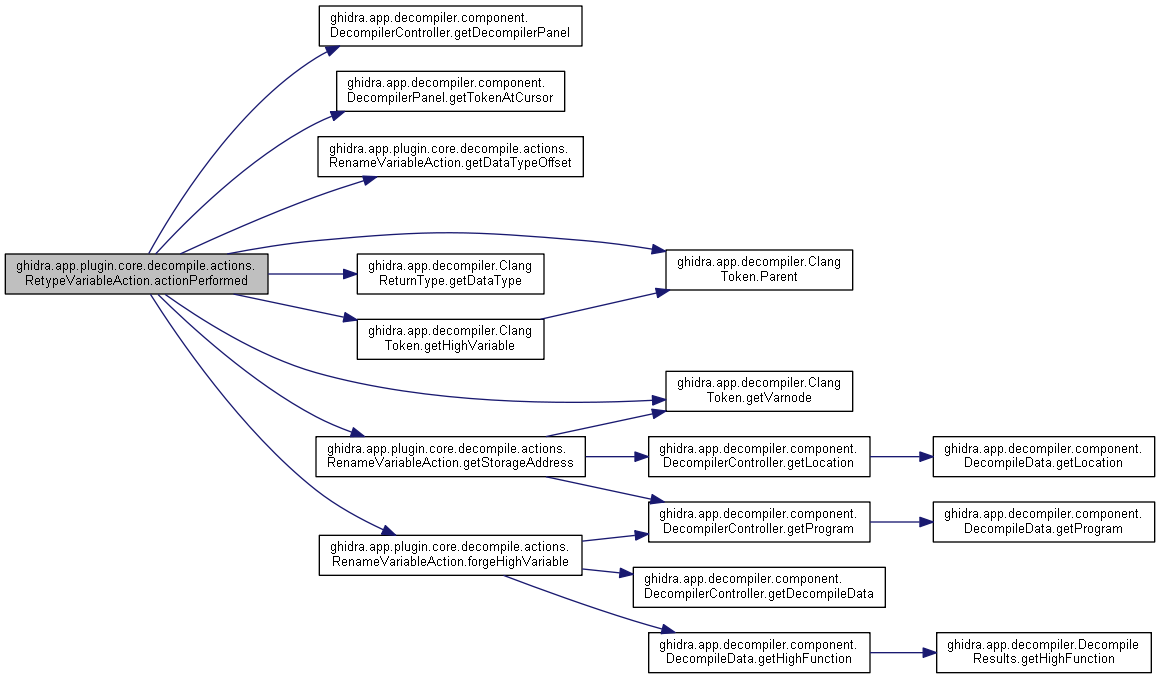 ghidra.app.decompiler.component.
DecompilerController.getDecompilerPanel
ghidra.app.decompiler.component.
DecompilerPanel.getTokenAtCursor
ghidra.app.plugin.core.decompile.actions.
RenameVariableAction.getDataTypeOffset
ghidra.app.plugin.core.decompile.actions.
RetypeVariableAction.actionPerformed
ghidra.app.decompiler.Clang
ReturnType.getDataType
ghidra.app.decompiler.Clang
Token.Parent
ghidra.app.decompiler.Clang
Token.getHighVariable
ghidra.app.decompiler.Clang
Token.getVarnode
ghidra.app.plugin.core.decompile.actions.
RenameVariableAction.getStorageAddress
ghidra.app.decompiler.component.
DecompilerController.getLocation
ghidra.app.decompiler.component.
DecompileData.getLocation
ghidra.app.decompiler.component.
DecompilerController.getProgram
ghidra.app.decompiler.component.
DecompileData.getProgram
ghidra.app.plugin.core.decompile.actions.
RenameVariableAction.forgeHighVariable
ghidra.app.decompiler.component.
DecompilerController.getDecompileData
ghidra.app.decompiler.component.
DecompileData.getHighFunction
ghidra.app.decompiler.Decompile
Results.getHighFunction